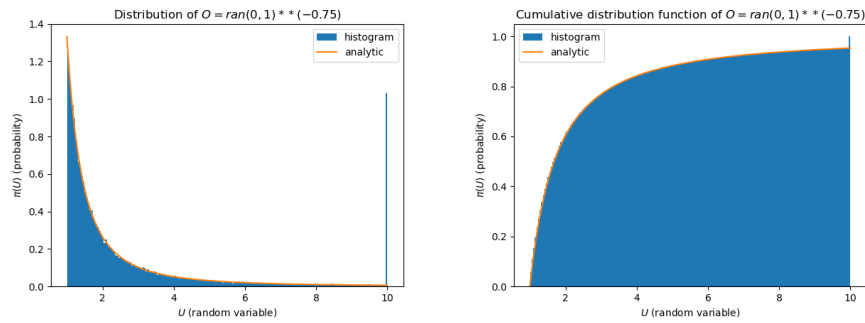 Distribution of O = ran(0, 1) * *(−0.75)
1.4
1.2
1.0
0.8
0.6
0.4
0.2
0.0
π(U) (probability)
histogram
analytic
2
4
6
8
10
U (random variable)
Cumulative distribution function of O = ran(0, 1) * *(−0.75)
1.0
0.8
0.6
0.4
0.2
0.0
π(U) (probability)
histogram
analytic
2
4
6
8
10
U (random variable)